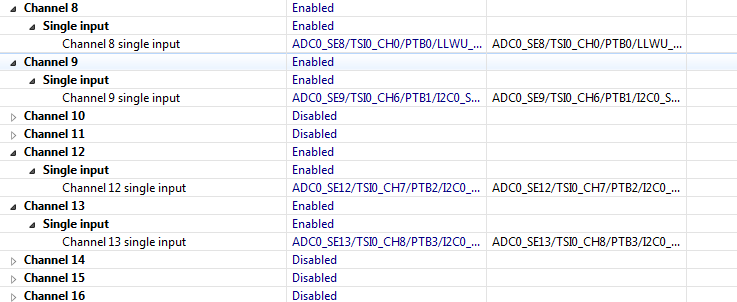 Channel 8 Enabled
Single input Enabled
Channel 8 single input ADC0_SE8/TSI0_CH0/PTB0/LLWU_... ADC0_SE8/TSI0_CH0/PTB0/LLWU_...
Channel 9 Enabled
Single input Enabled
Channel 9 single input ADC0_SE9/TSI0_CH6/PTB1/I2C0_S... ADC0_SE9/TSI0_CH6/PTB1/I2C0_S...
Channel 10 Disabled
Channel 11 Disabled
Channel 12 Enabled
Single input Enabled
Channel 12 single input ADC0_SE12/TSI0_CH7/PTB2/I2C0_... ADC0_SE12/TSI0_CH7/PTB2/I2C0_...
Channel 13 Enabled
Single input Enabled
Channel 13 single input ADC0_SE13/TSI0_CH8/PTB3/I2C0_... ADC0_SE13/TSI0_CH8/PTB3/I2C0_...
Channel 14 Disabled
Channel 15 Disabled
Channel 16 Disabled